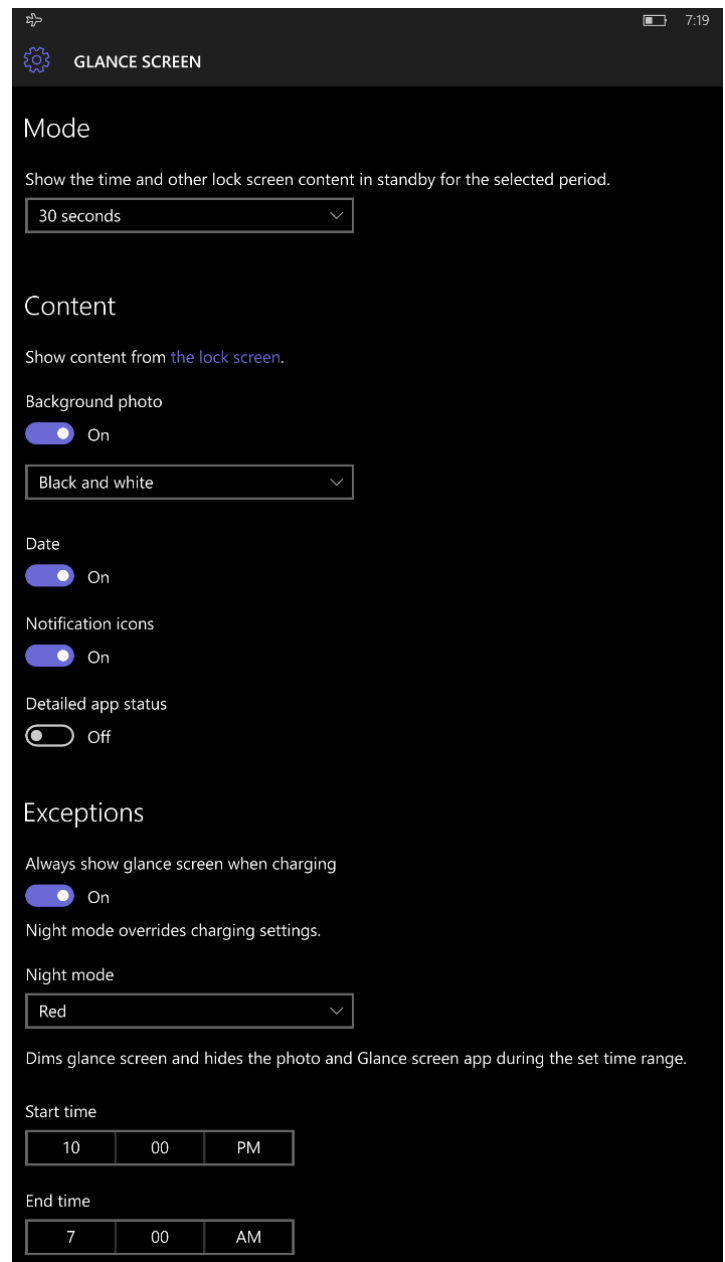 7:19
GLANCE SCREEN
Mode
Show the time and other lock screen content in standby for the selected period.
30 seconds
Content
Show content from the lock screen.
Background photo
On
Black and white
Date
On
Notification icons
On
Detailed app status
Off
Exceptions
Always show glance screen when charging
On
Night mode overrides charging settings.
Night mode
Red
Dims glance screen and hides the photo and Glance screen app during the set time range.
Start time
10 00 PM
End time
7 00 AM